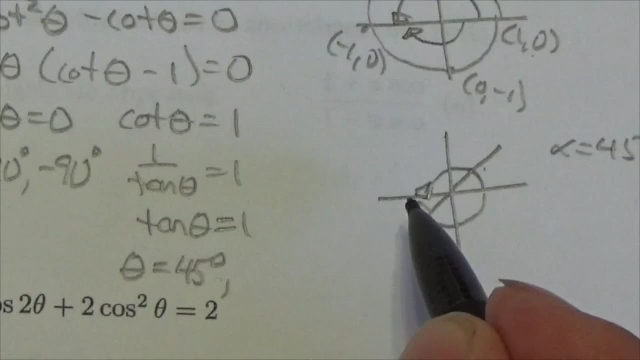 cot²θ - cotθ = 0
θ (cotθ - 1) = 0
θ = 0 cotθ = 1
0°, -90° 1/tanθ = 1
tanθ = 1
θ = 45°,
os 2θ + 2 cos² θ = 2
(-1,0)
(1,0)
(0,-1)
α = 45